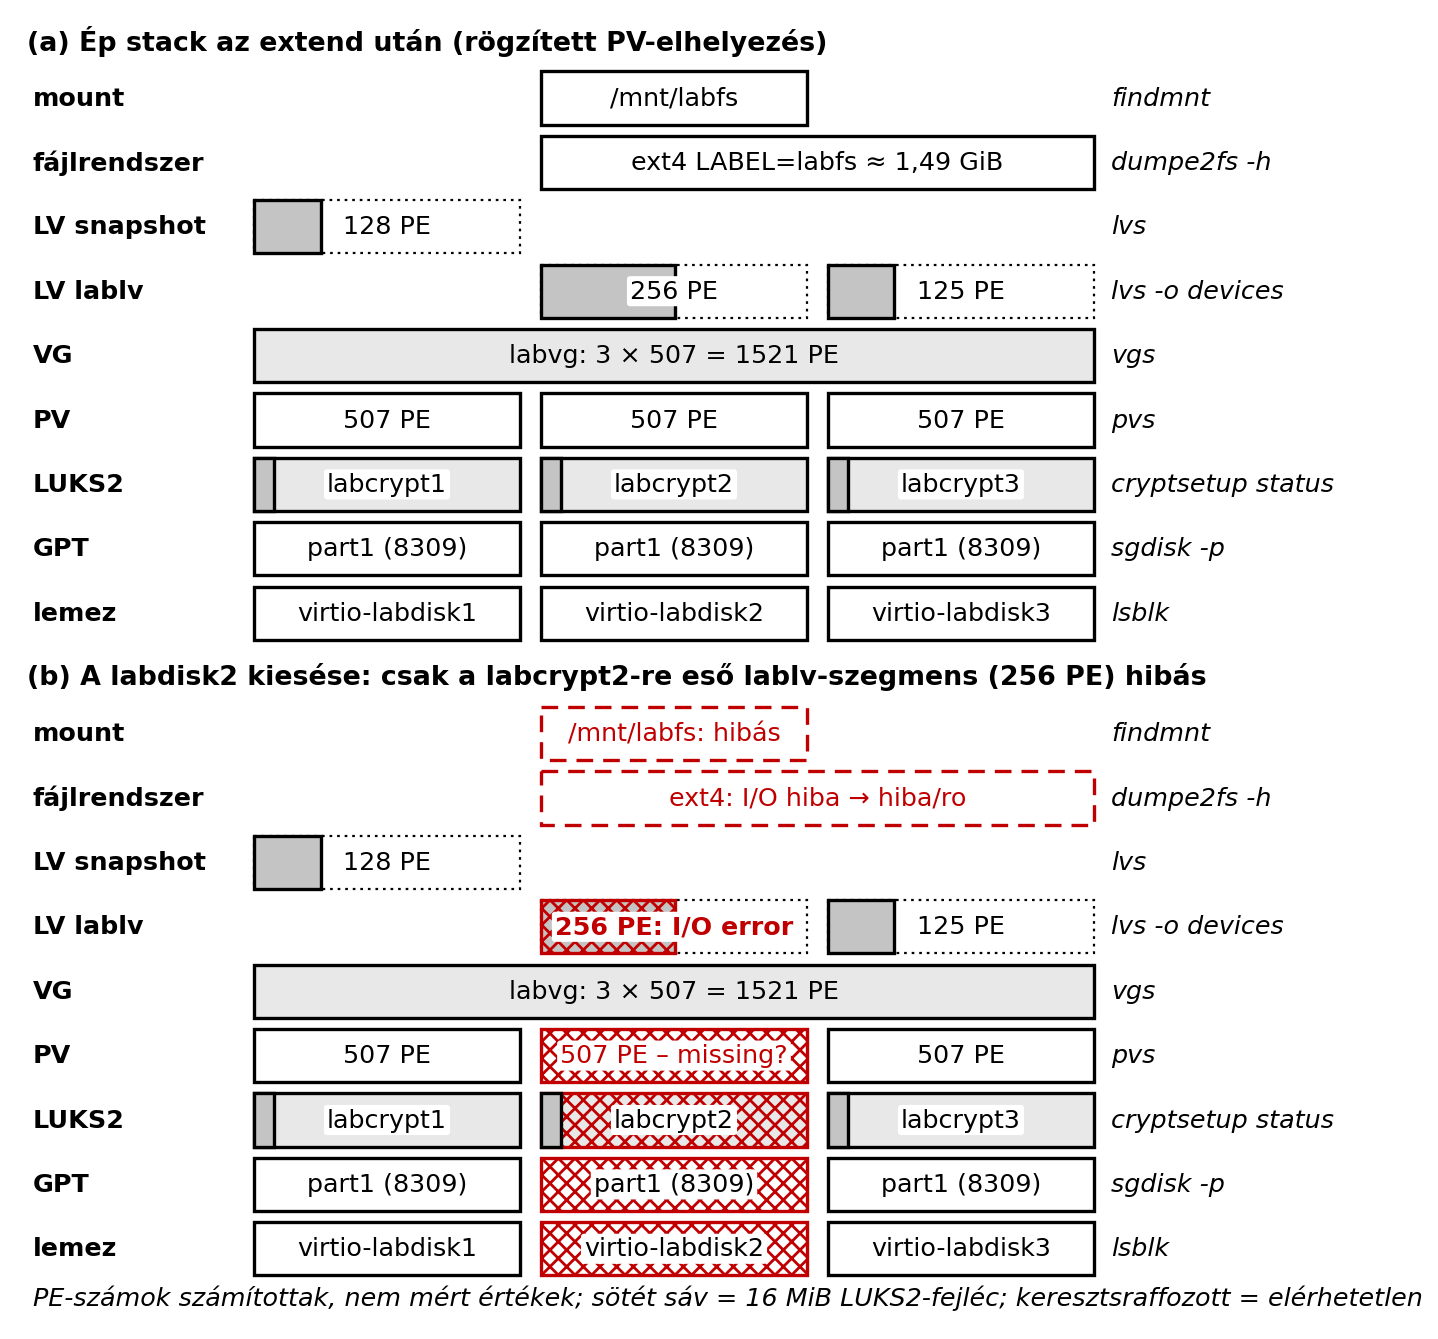 (a) Ép stack az extend után (rögzített PV-elhelyezés)
mount /mnt/labfs findmnt
fájlrendszer ext4 LABEL=labfs ≈ 1,49 GiB dumpe2fs -h
LV snapshot 128 PE lvs
LV lablv 256 PE 125 PE lvs -o devices
VG labvg: 3 × 507 = 1521 PE vgs
PV 507 PE 507 PE 507 PE pvs
LUKS2 labcrypt1 labcrypt2 labcrypt3 cryptsetup status
GPT part1 (8309) part1 (8309) part1 (8309) sgdisk -p
lemez virtio-labdisk1 virtio-labdisk2 virtio-labdisk3 lsblk
(b) A labdisk2 kiesése: csak a labcrypt2-re eső lablv-szegmens (256 PE) hibás
mount /mnt/labfs: hibás findmnt
fájlrendszer ext4: I/O hiba → hiba/ro dumpe2fs -h
LV snapshot 128 PE lvs
LV lablv 256 PE: I/O error 125 PE lvs -o devices
VG labvg: 3 × 507 = 1521 PE vgs
PV 507 PE 507 PE – missing? 507 PE pvs
LUKS2 labcrypt1 labcrypt2 labcrypt3 cryptsetup status
GPT part1 (8309) part1 (8309) part1 (8309) sgdisk -p
lemez virtio-labdisk1 virtio-labdisk2 virtio-labdisk3 lsblk
PE-számok számítottak, nem mért értékek; sötét sáv = 16 MiB LUKS2-fejléc; keresztsraffozott = elérhetetlen